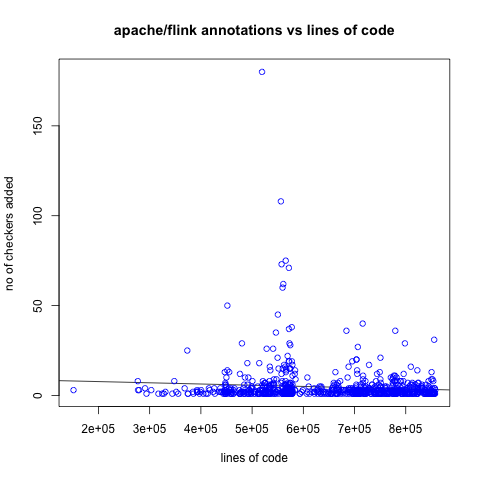 apache/flink annotations vs lines of code
no of checkers added
150
100
50
0
2e+05 3e+05 4e+05 5e+05 6e+05 7e+05 8e+05
lines of code